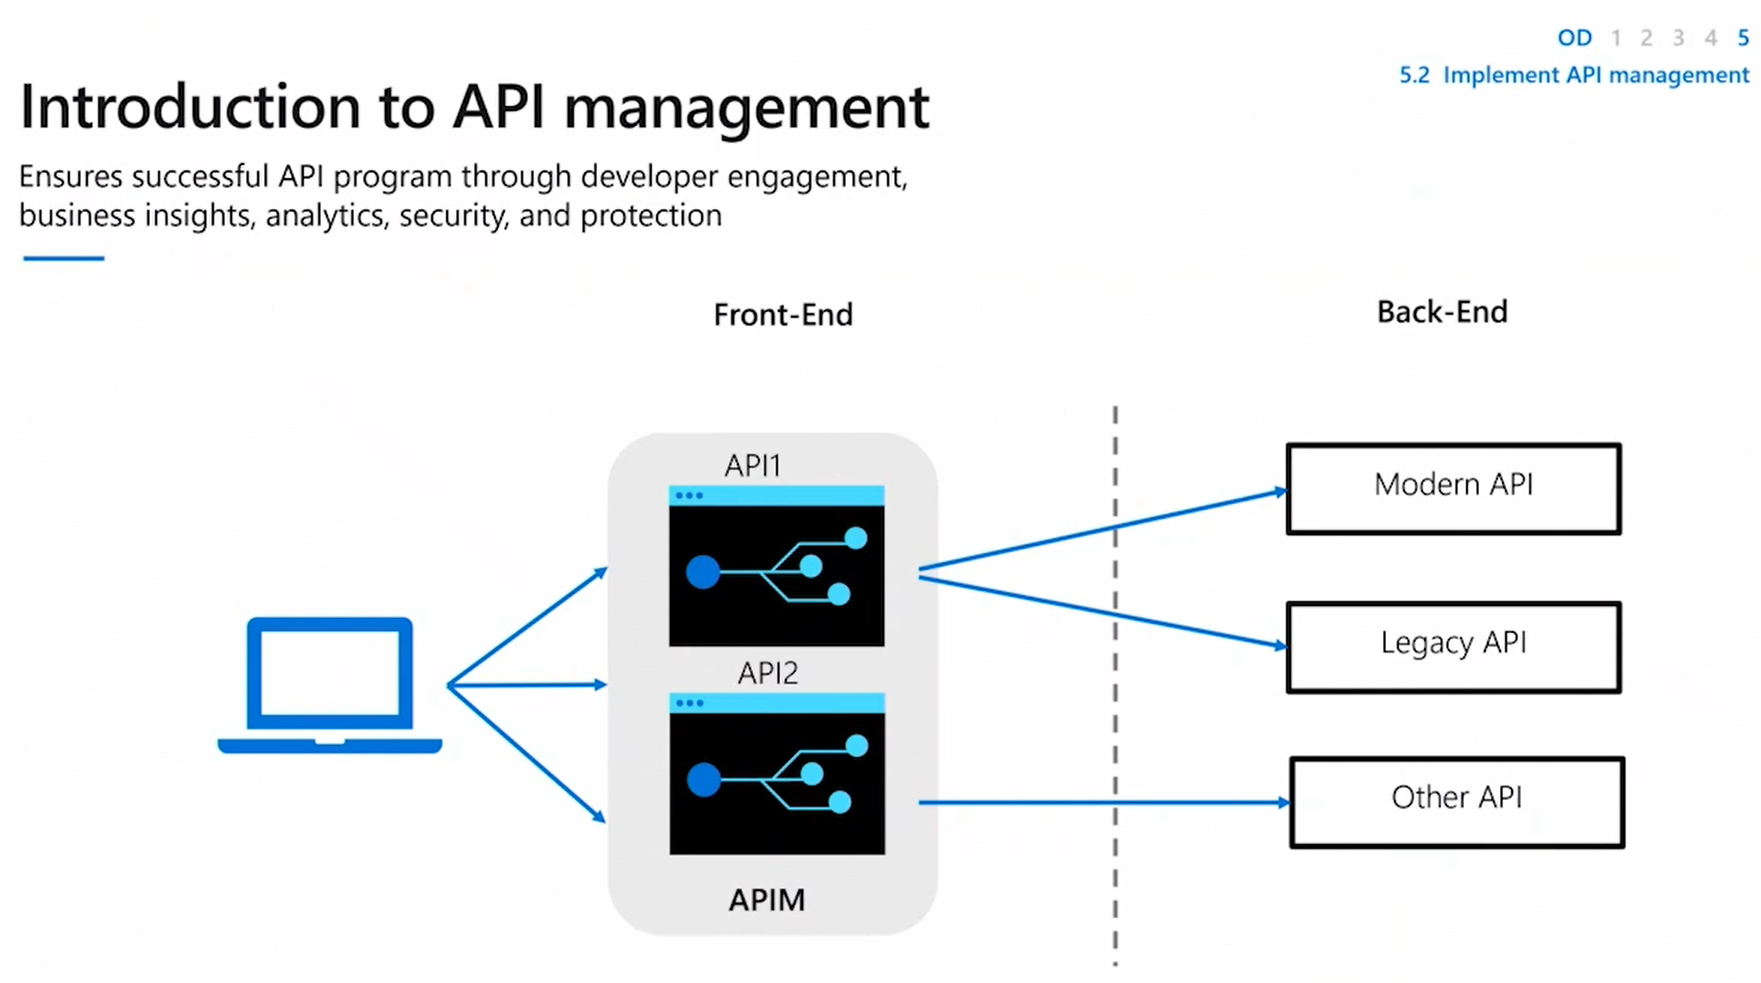 OD 1 2 3 4 5
5.2 Implement API management
Introduction to API management
Ensures successful API program through developer engagement,
business insights, analytics, security, and protection
Front-End
Back-End
API1
Modern API
Legacy API
API2
Other API
APIM